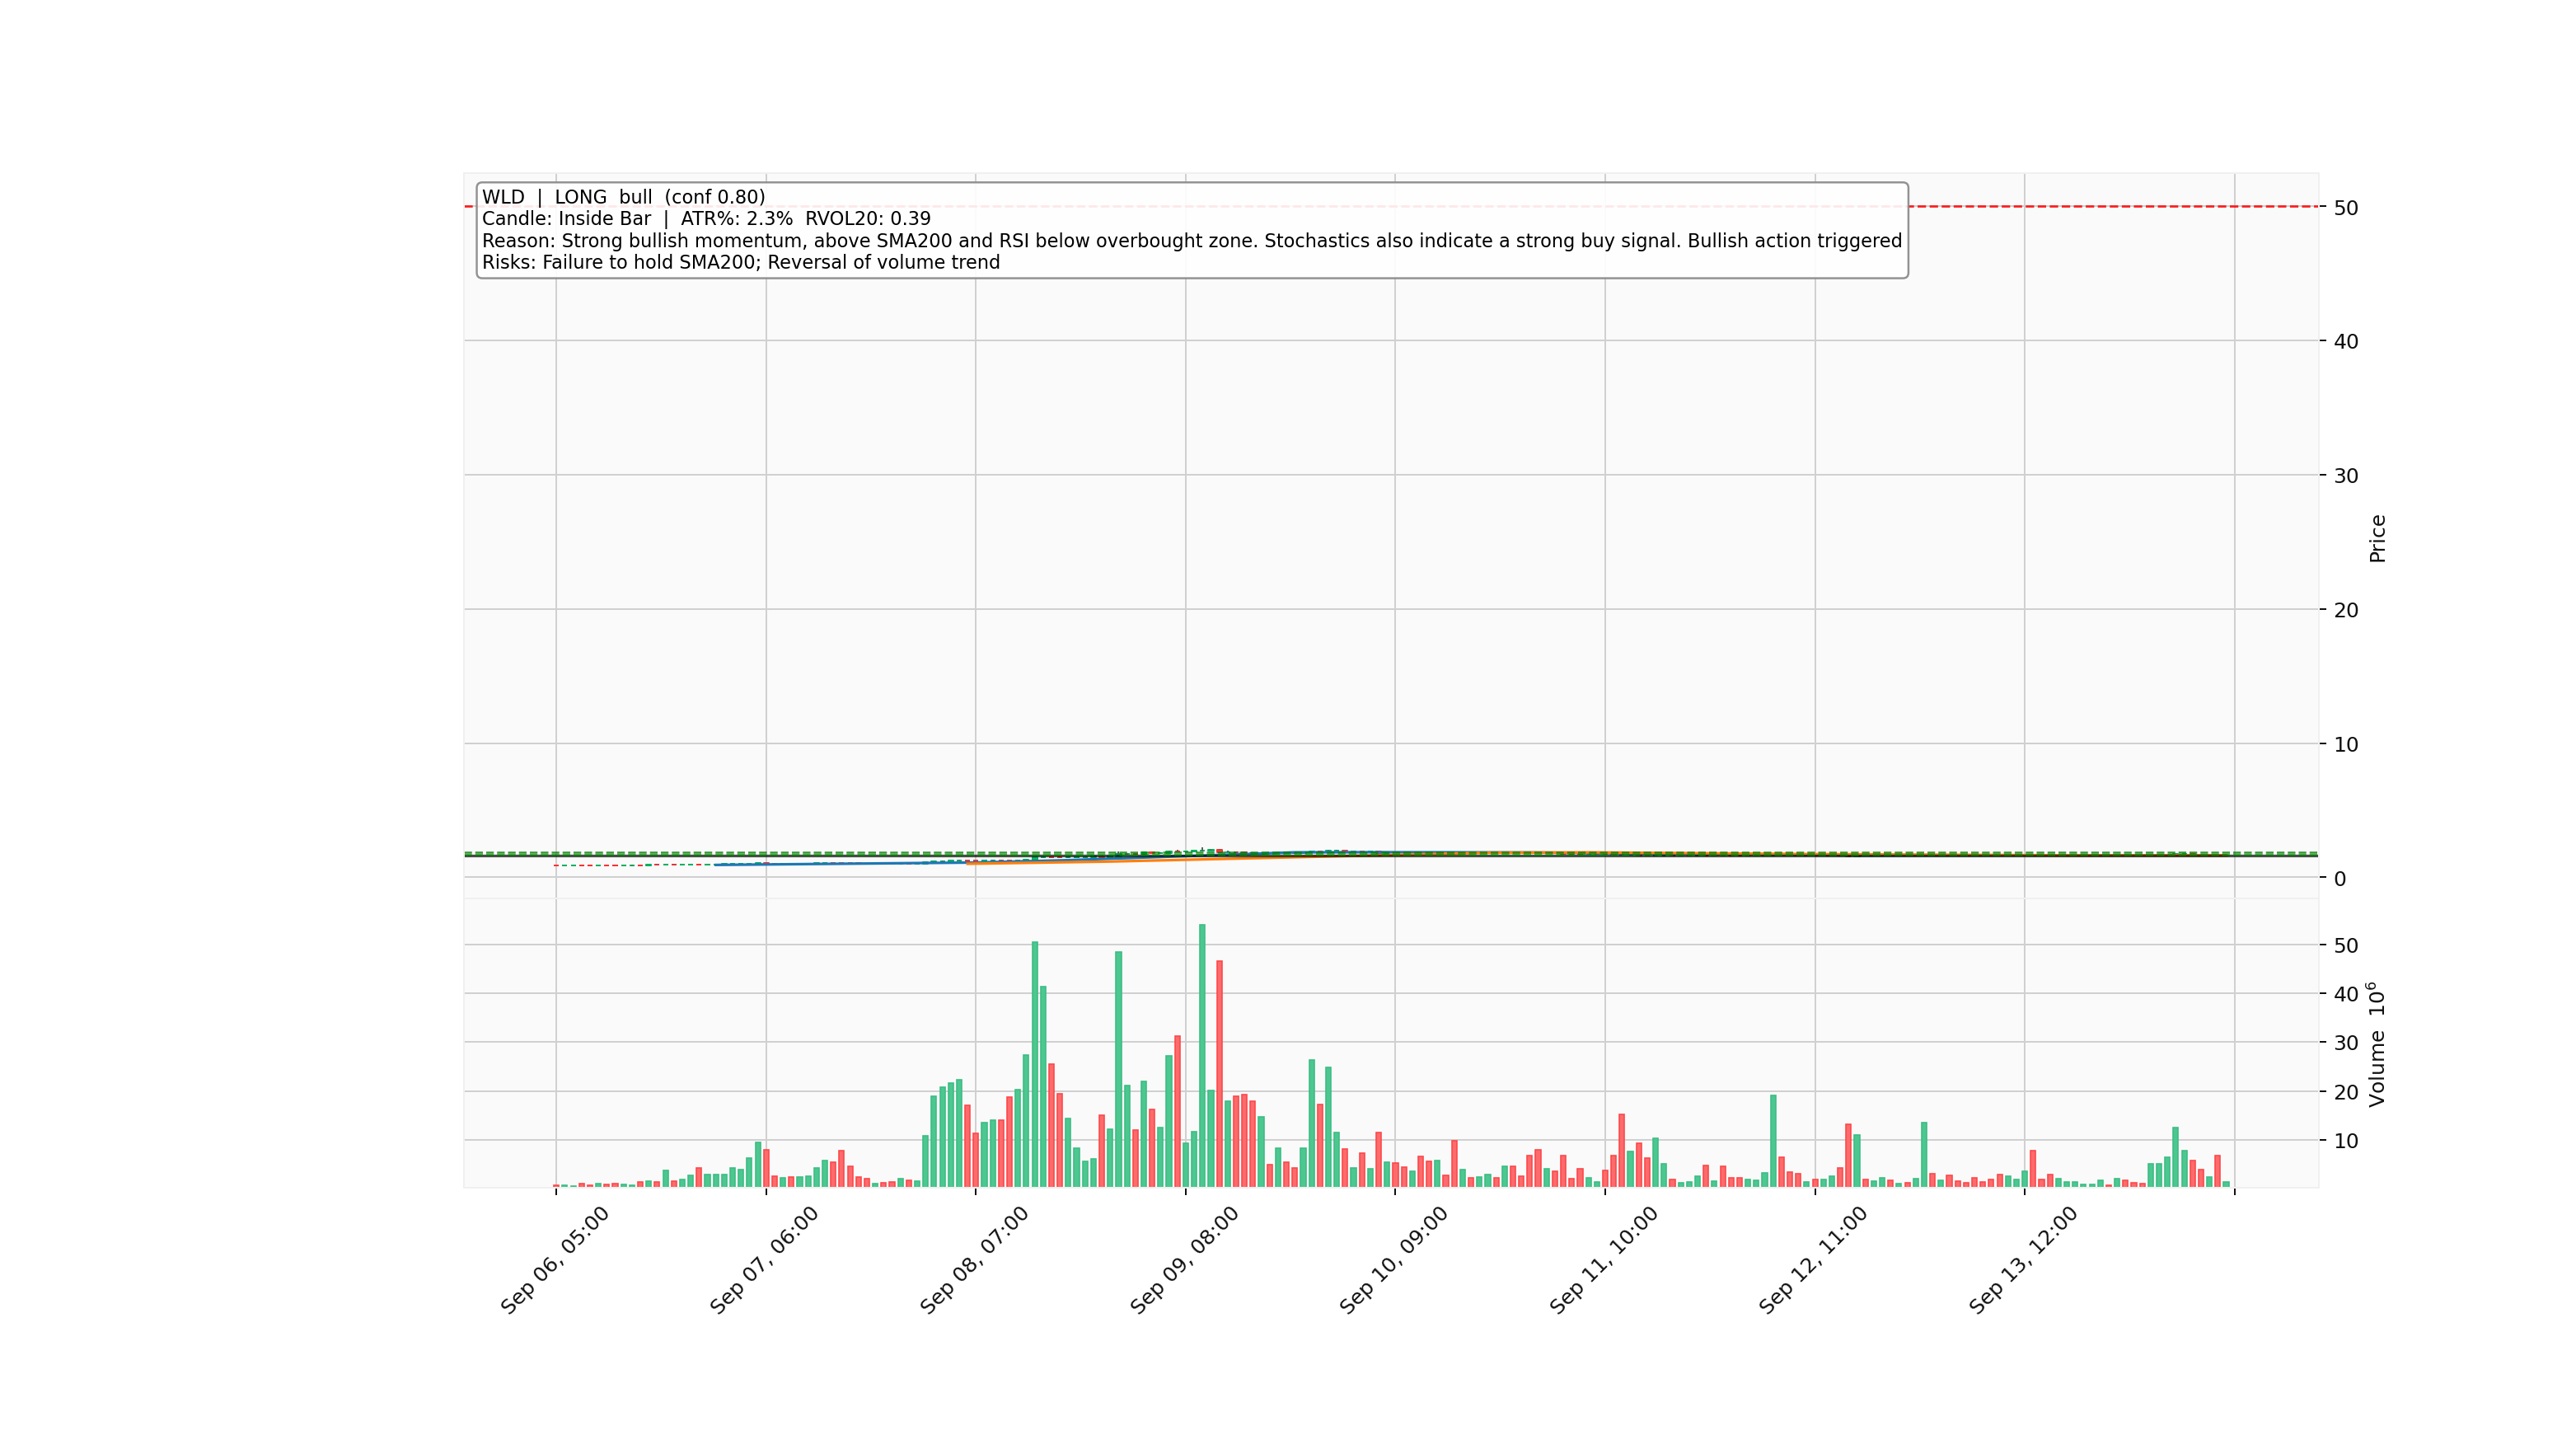 WLD | LONG bull (conf 0.80)
Candle: Inside Bar | ATR%: 2.3% RVOL20: 0.39
Reason: Strong bullish momentum, above SMA200 and RSI below overbought zone. Stochastics also indicate a strong buy signal. Bullish action triggered
Risks: Failure to hold SMA200; Reversal of volume trend
50
40
30
20
10
0
Price
50
40
30
20
10
Volume 10⁶
Sep 06, 05:00
Sep 07, 06:00
Sep 08, 07:00
Sep 09, 08:00
Sep 10, 09:00
Sep 11, 10:00
Sep 12, 11:00
Sep 13, 12:00